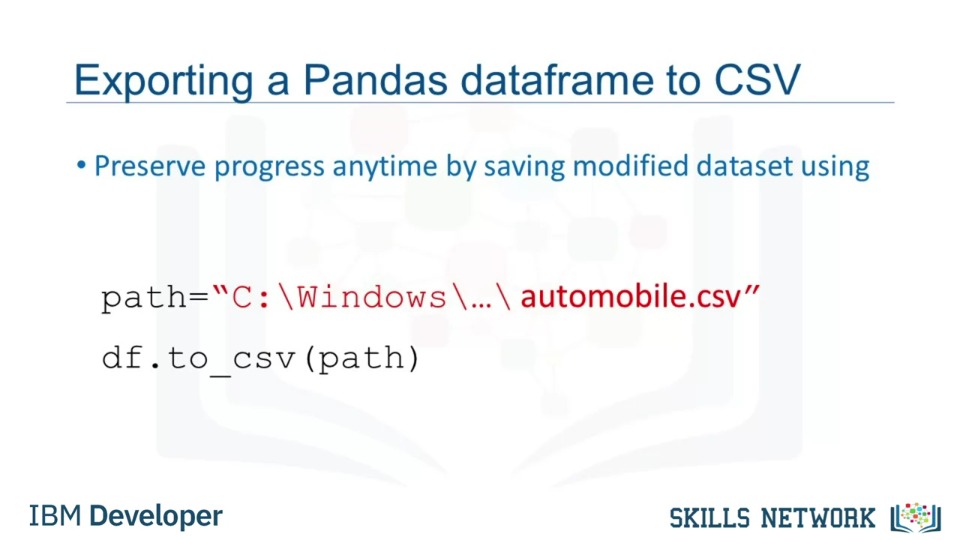 Exporting a Pandas dataframe to CSV
• Preserve progress anytime by saving modified dataset using
path=“C:\Windows\…\ automobile.csv”
df.to_csv(path)
IBM Developer
SKILLS NETWORK